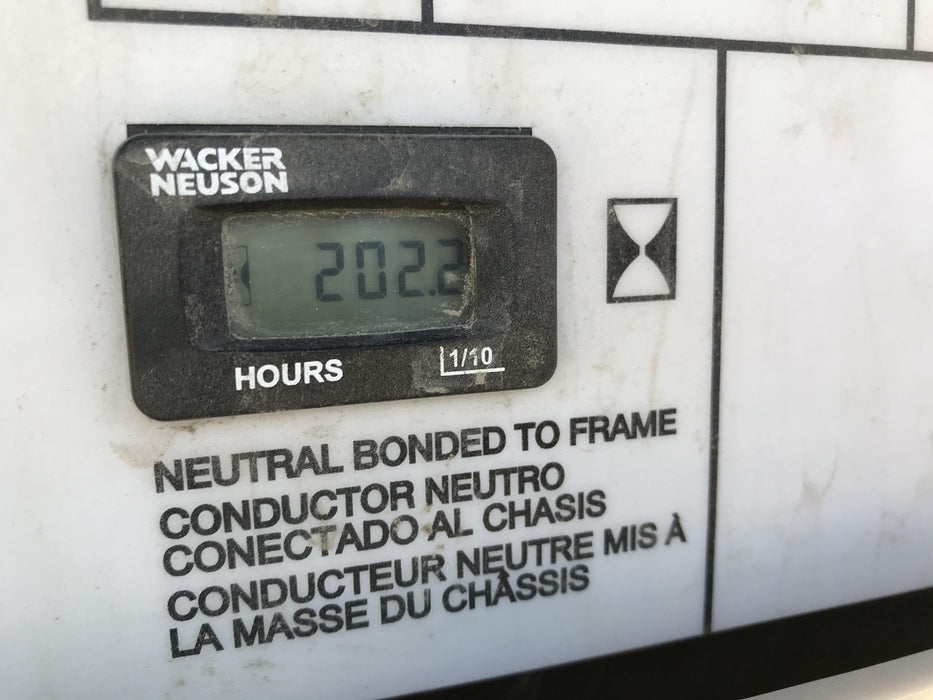 WACKER
NEUSON
202.2
HOURS
1/10
NEUTRAL BONDED TO FRAME
CONDUCTOR NEUTRO
CONECTADO AL CHASIS
CONDUCTEUR NEUTRE MIS À
LA MASSE DU CHÂSSIS